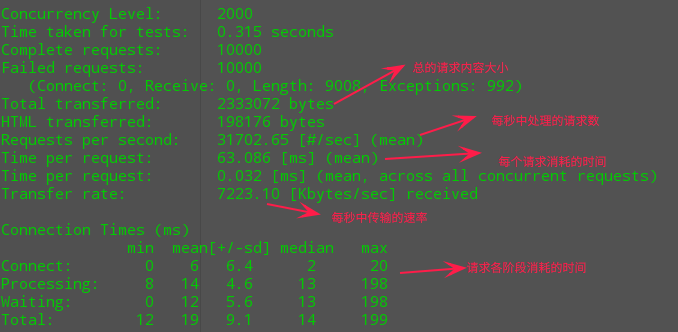 Concurrency Level: 2000
Time taken for tests: 0.315 seconds
Complete requests: 10000
Failed requests: 10000
总的请求内容大小
(Connect: 0, Receive: 0, Length: 9008, Exceptions: 992)
Total transferred: 2333072 bytes
HTML transferred: 198176 bytes
每秒中处理的请求数
Requests per second: 31702.65 [#/sec] (mean)
Time per request: 63.086 [ms] (mean)
每个请求消耗的时间
Time per request: 0.032 [ms] (mean, across all concurrent requests)
Transfer rate: 7223.10 [Kbytes/sec] received
每秒中传输的速率
Connection Times (ms)
min mean[+/-sd] median max
Connect: 0 6 6.4 2 20
请求各阶段消耗的时间
Processing: 8 14 4.6 13 198
Waiting: 0 12 5.6 13 198
Total: 12 19 9.1 14 199